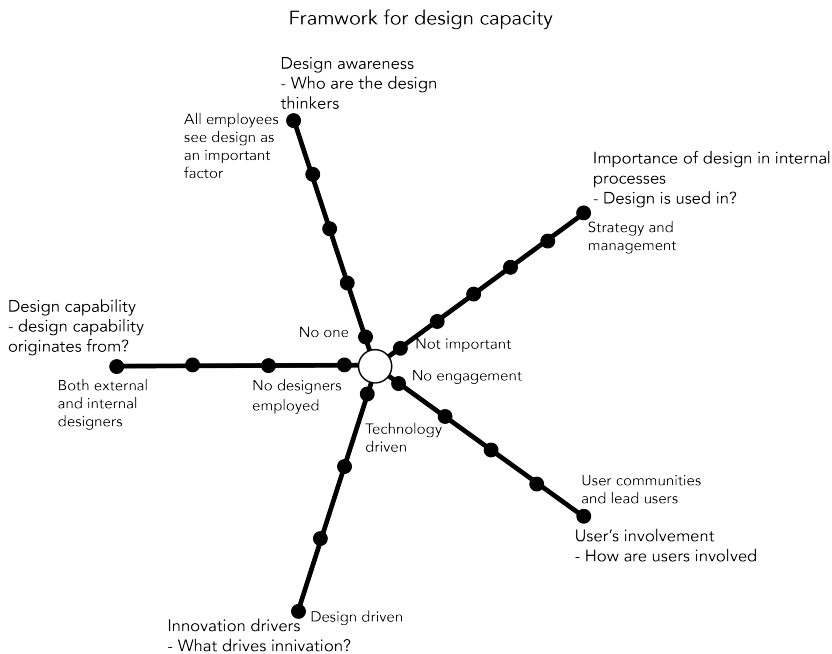 Framwork for design capacity
Design awareness
- Who are the design
thinkers
All employees
see design as
an important
factor
Importance of design in internal
processes
- Design is used in?
Strategy and
management
Design capability
- design capability
originates from?
No one
Not important
No engagement
Both external
and internal
designers
No designers
employed
Technology
driven
User communities
and lead users
User’s involvement
- How are users involved
Innovation drivers
- What drives innivation?
Design driven